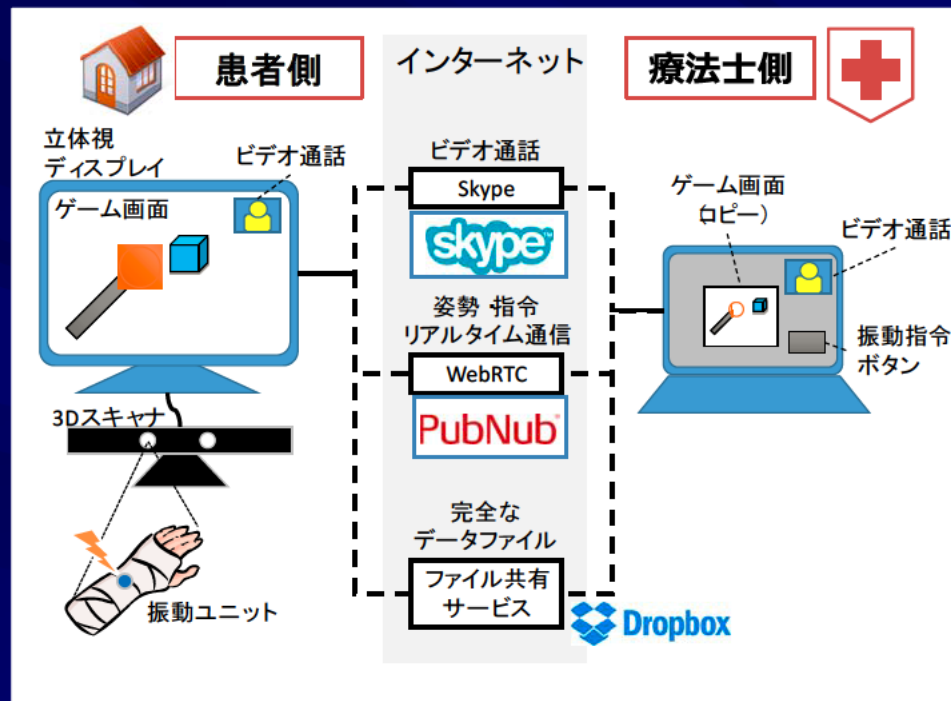 患者側
インターネット
療法士側
立体視
ディスプレイ
ビデオ通話
ゲーム画面
3Dスキャナ
振動ユニット
ビデオ通話
Skype
skype™
姿勢・指令
リアルタイム通信
WebRTC
PubNub
完全な
データファイル
ファイル共有
サービス
Dropbox
ゲーム画面
(コピー)
ビデオ通話
振動指令
ボタン